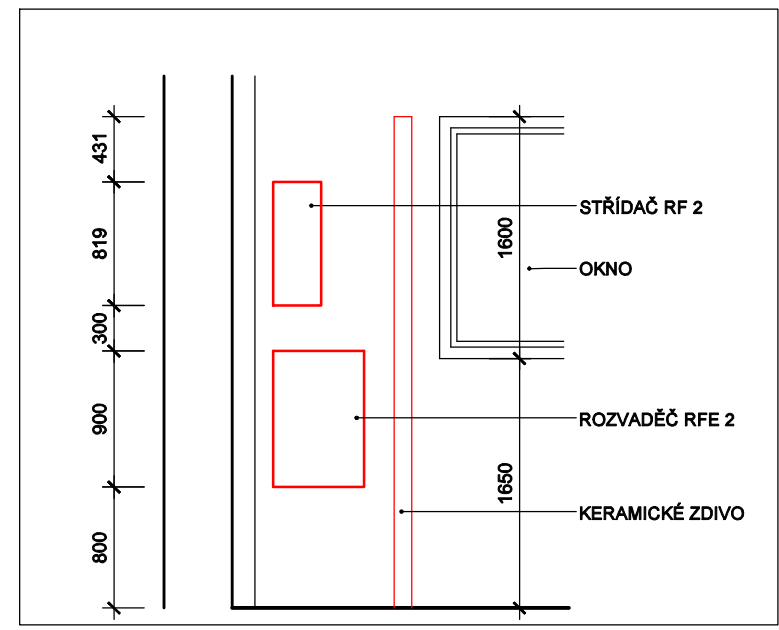 431
819
300
900
800
1600
1650
STŘÍDAČ RF 2
OKNO
ROZVADĚČ RFE 2
KERAMICKÉ ZDIVO